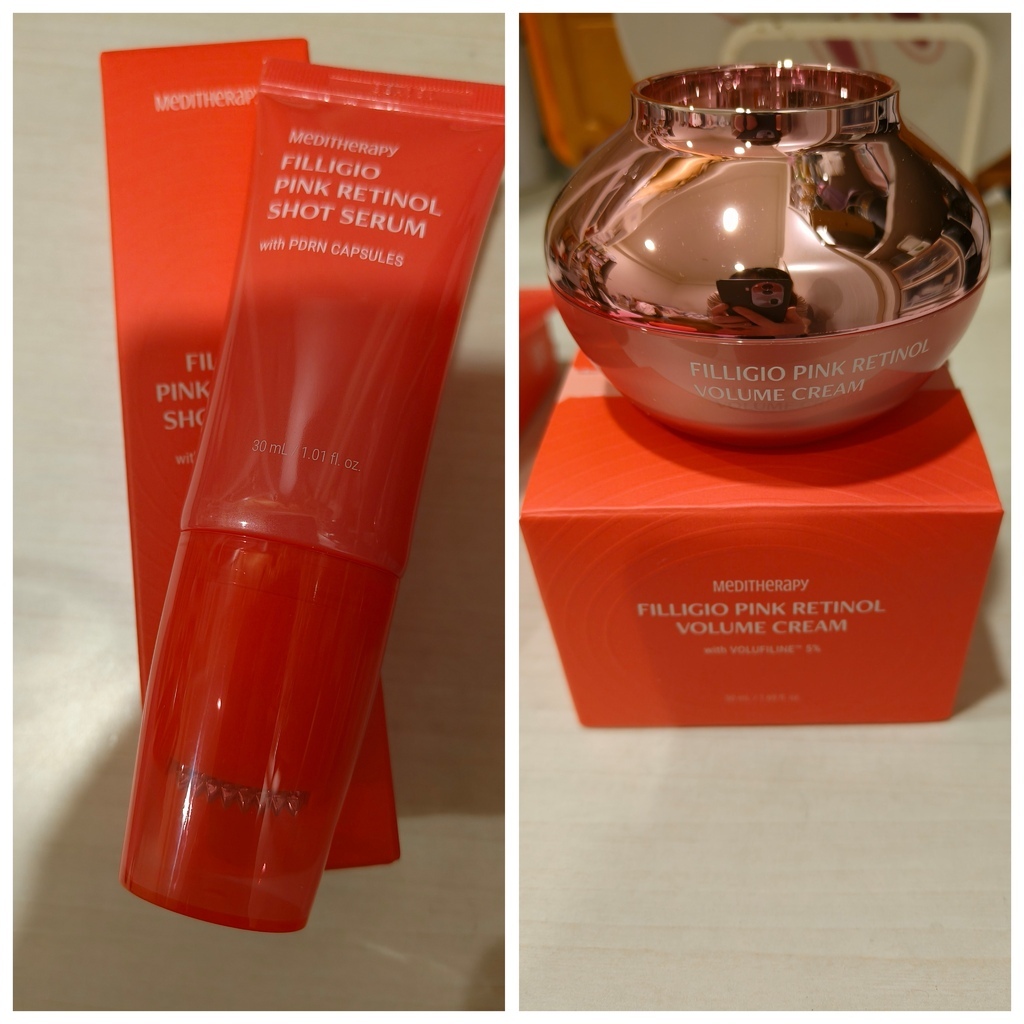 MEDITHERAPY
FIL
PINK
SHO
wit
MEDITHERAPY
FILLIGIO
PINK RETINOL
SHOT SERUM
with PDRN CAPSULES
30 mL / 1.01 fl. oz.
FILLIGIO PINK RETINOL
VOLUME CREAM
MEDITHERAPY
FILLIGIO PINK RETINOL
VOLUME CREAM
with VOLUFILINE™ 5%